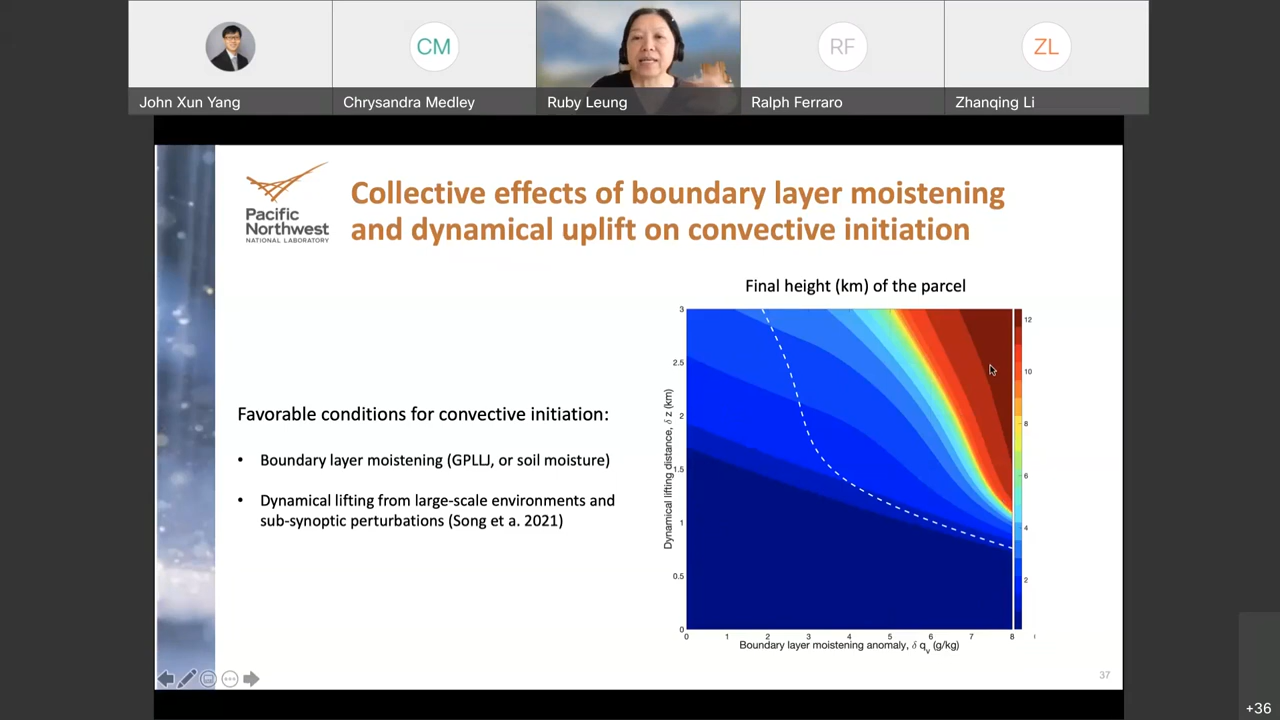 CM
RF
ZL
John Xun Yang
Chrysandra Medley
Ruby Leung
Ralph Ferraro
Zhanqing Li
Pacific
Northwest
NATIONAL LABORATORY
Collective effects of boundary layer moistening
and dynamical uplift on convective initiation
Favorable conditions for convective initiation:
• Boundary layer moistening (GPLLJ, or soil moisture)
• Dynamical lifting from large-scale environments and
sub-synoptic perturbations (Song et a. 2021)
Final height (km) of the parcel
Dynamical lifting distance, δ z (km)
3
2.5
2
1.5
1
0.5
0
0 1 2 3 4 5 6 7 8
Boundary layer moistening anomaly, δ qv (g/kg)
12
10
8
6
4
2
37
+36